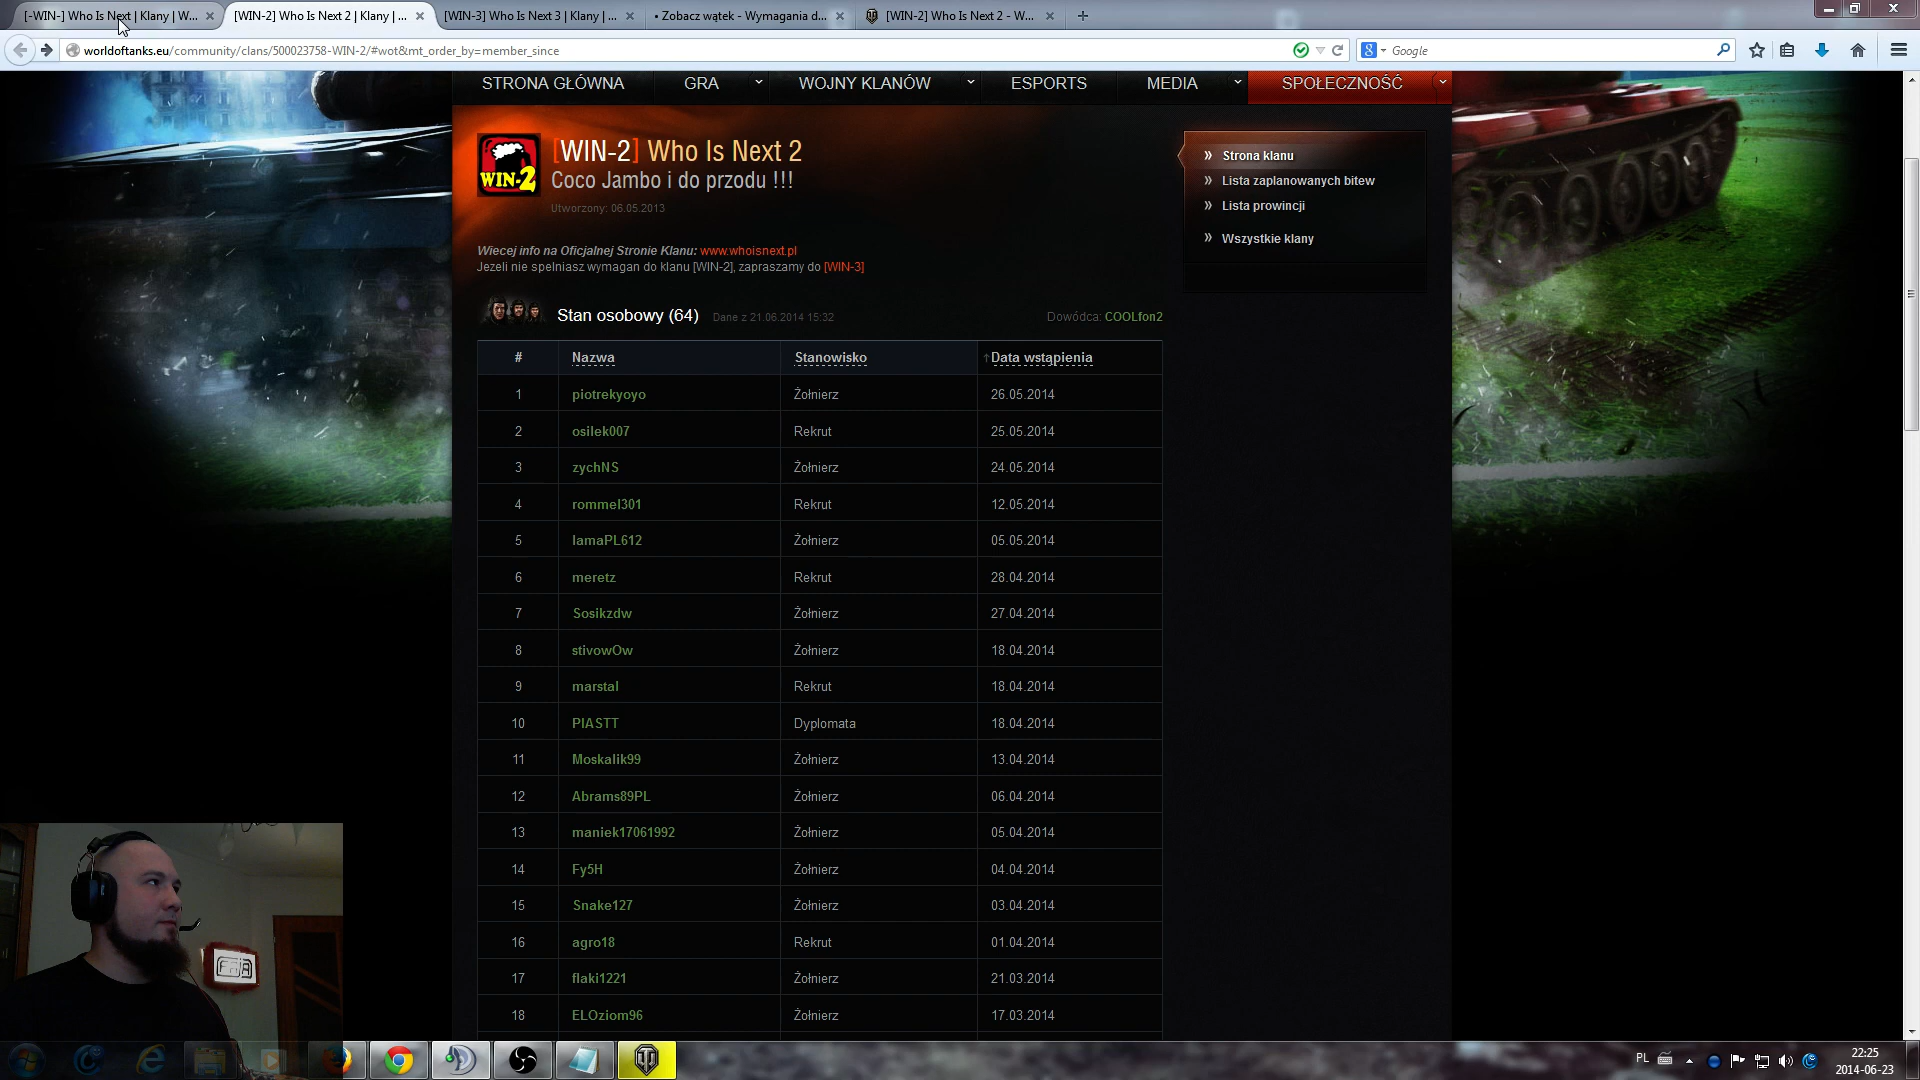 [-WIN-] Who Is Next | Klany | W...
[WIN-2] Who Is Next 2 | Klany | ...
[WIN-3] Who Is Next 3 | Klany | ...
• Zobacz wątek - Wymagania d...
[WIN-2] Who Is Next 2 - W...
worldoftanks.eu/community/clans/500023758-WIN-2/#wot&mt_order_by=member_since
Google
STRONA GŁÓWNA
GRA
WOJNY KLANÓW
ESPORTS
MEDIA
SPOŁECZNOŚĆ
WIN-2
[WIN-2] Who Is Next 2
Coco Jambo i do przodu !!!
Utworzony: 06.05.2013
Strona klanu
Lista zaplanowanych bitew
Lista prowincji
Wszystkie klany
Wiecej info na Oficjalnej Stronie Klanu: www.whoisnext.pl
Jezeli nie spelniasz wymagan do klanu [WIN-2], zapraszamy do [WIN-3]
Stan osobowy (64) Dane z 21.06.2014 15:32
Dowódca: COOLfon2
# Nazwa Stanowisko ↑Data wstąpienia
1 piotrekyoyo Żołnierz 26.05.2014
2 osilek007 Rekrut 25.05.2014
3 zychNS Żołnierz 24.05.2014
4 rommel301 Rekrut 12.05.2014
5 lamaPL612 Żołnierz 05.05.2014
6 meretz Rekrut 28.04.2014
7 Sosikzdw Żołnierz 27.04.2014
8 stivowOw Żołnierz 18.04.2014
9 marstal Rekrut 18.04.2014
10 PIASTT Dyplomata 18.04.2014
11 Moskalik99 Żołnierz 13.04.2014
12 Abrams89PL Żołnierz 06.04.2014
13 maniek17061992 Żołnierz 05.04.2014
14 Fy5H Żołnierz 04.04.2014
15 Snake127 Żołnierz 03.04.2014
16 agro18 Rekrut 01.04.2014
17 flaki1221 Żołnierz 21.03.2014
18 ELOziom96 Żołnierz 17.03.2014
PL
22:25
2014-06-23